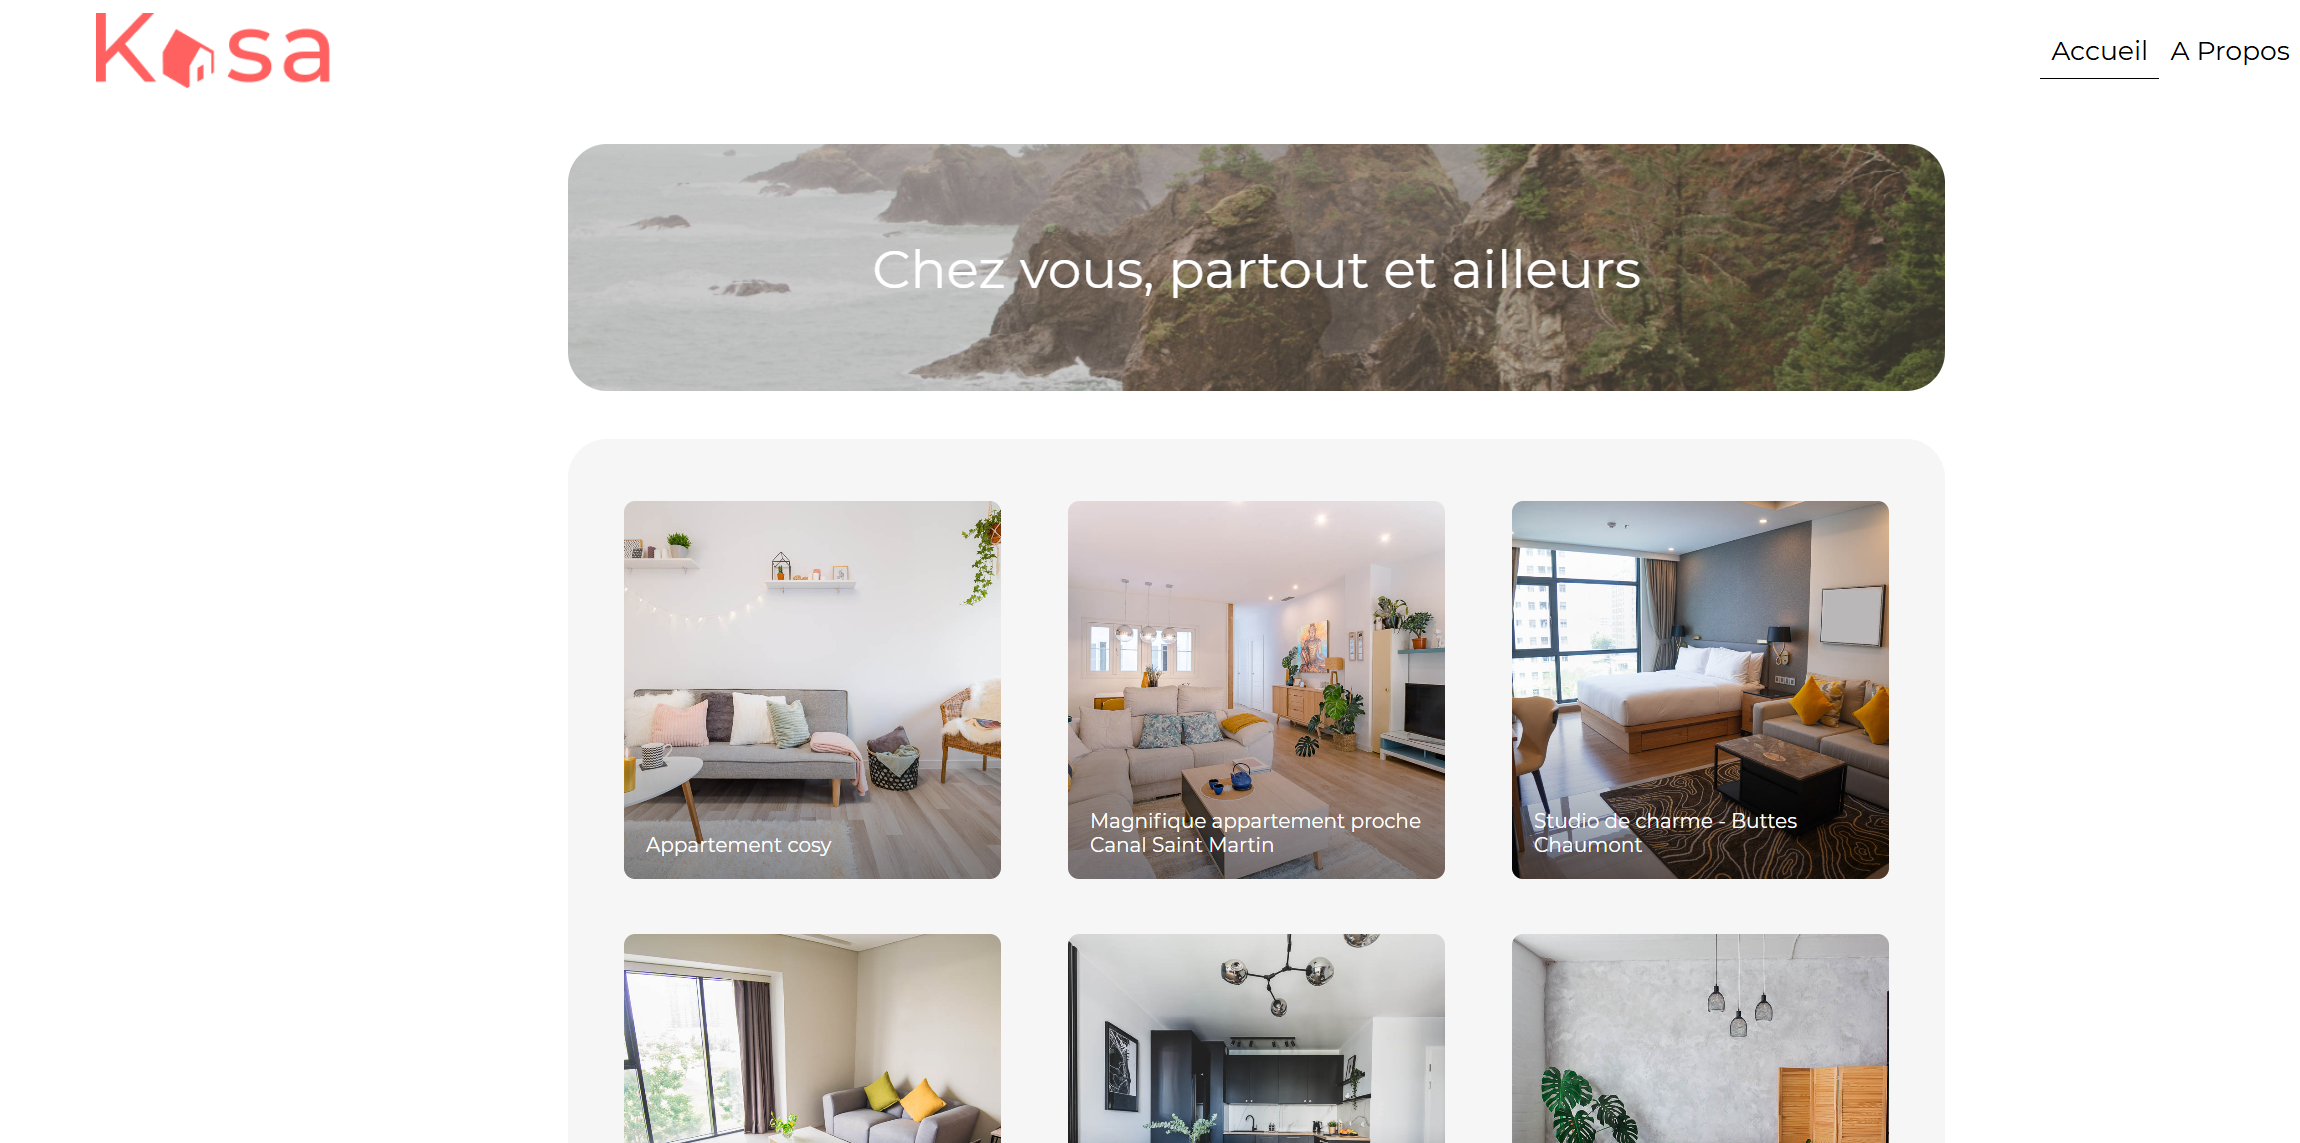 Kasa
Accueil A Propos
Chez vous, partout et ailleurs
Appartement cosy
Magnifique appartement proche
Canal Saint Martin
Studio de charme - Buttes
Chaumont